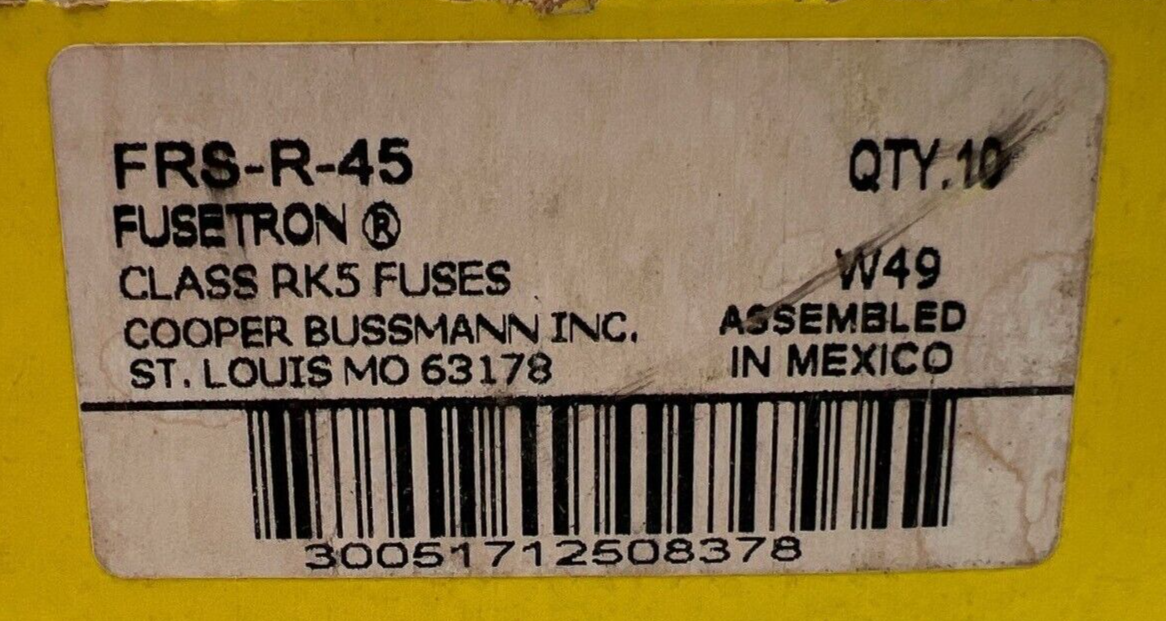 FRS-R-45
QTY.10
FUSETRON ®
CLASS RK5 FUSES
W49
COOPER BUSSMANN INC.
ASSEMBLED
ST. LOUIS MO 63178
IN MEXICO
30051712508378